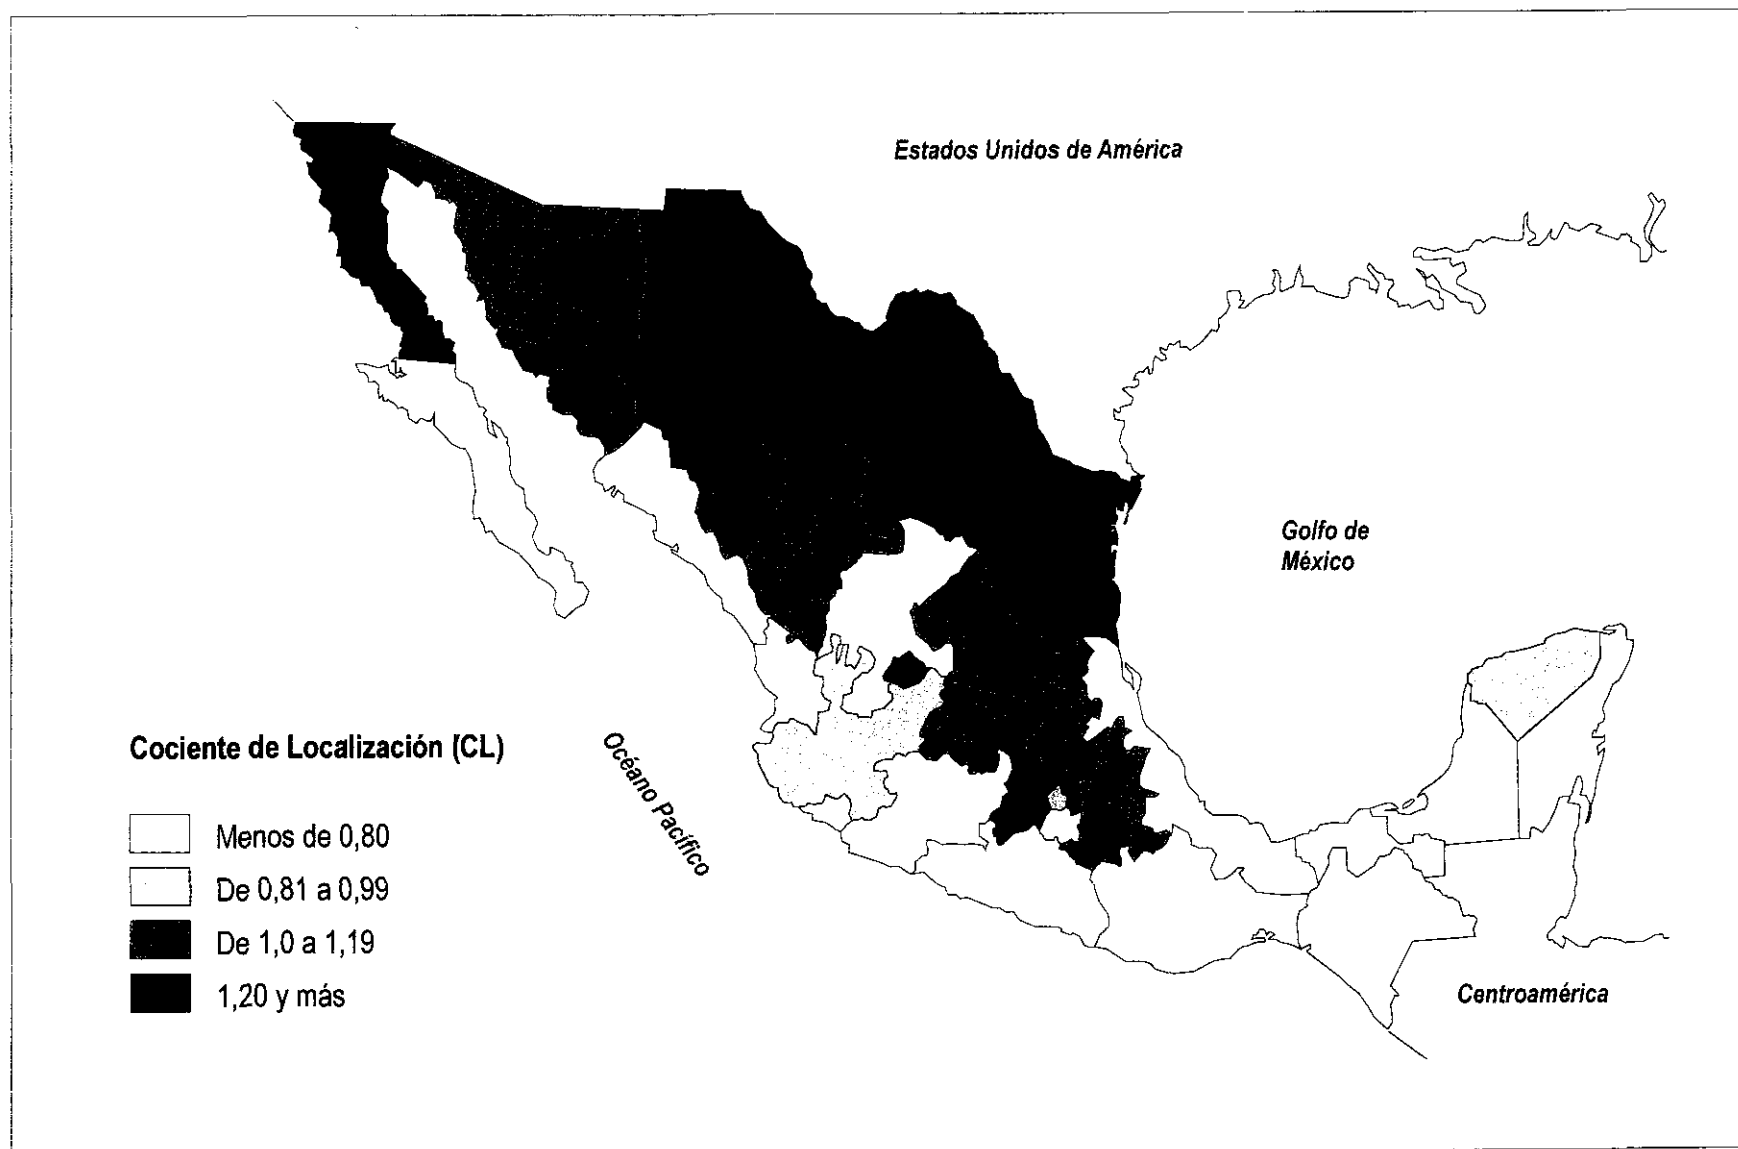 Estados Unidos de América
Golfo de
México
Océano Pacífico
Cociente de Localización (CL)
Menos de 0,80
De 0,81 a 0,99
De 1,0 a 1,19
1,20 y más
Centroamérica